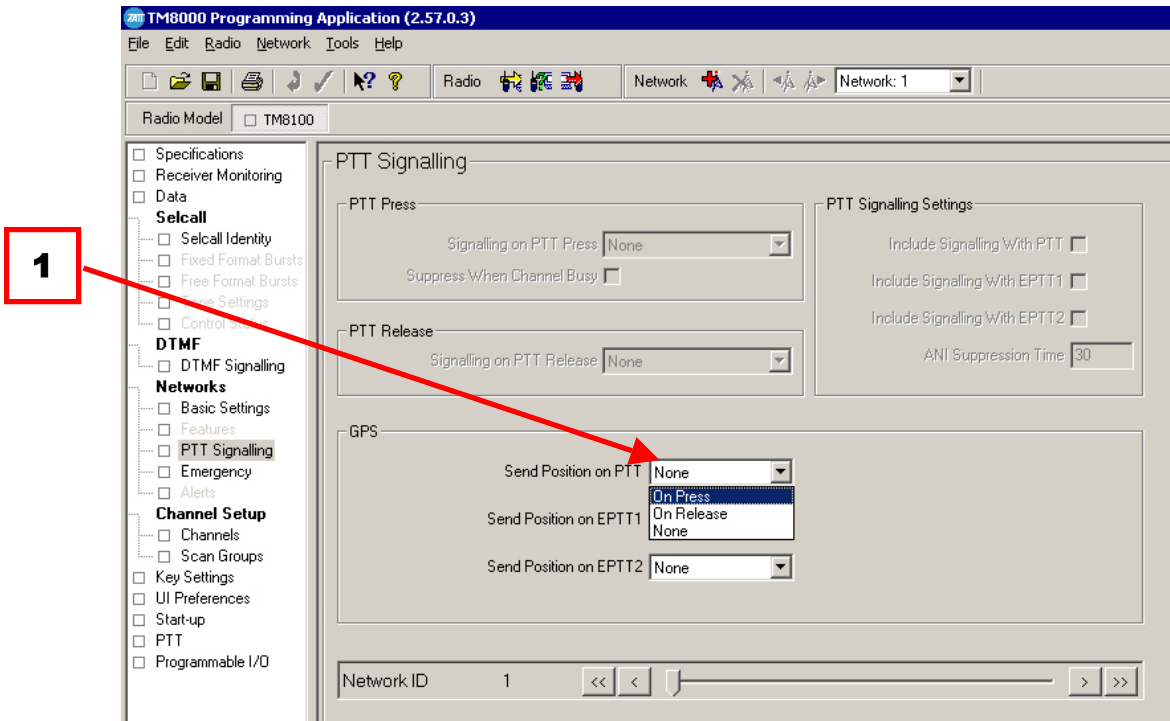 TAIT TM8000 Programming Application (2.57.0.3)
File Edit Radio Network Tools Help
Radio Network Network: 1
Radio Model TM8100
Specifications
Receiver Monitoring
Data
Selcall
Selcall Identity
Fixed Format Bursts
Free Format Bursts
Tone Settings
Control Status
DTMF
DTMF Signalling
Networks
Basic Settings
Features
PTT Signalling
Emergency
Alerts
Channel Setup
Channels
Scan Groups
Key Settings
UI Preferences
Start-up
PTT
Programmable I/O
1
PTT Signalling
PTT Press
Signalling on PTT Press None
Suppress When Channel Busy
PTT Release
Signalling on PTT Release None
PTT Signalling Settings
Include Signalling With PTT
Include Signalling With EPTT1
Include Signalling With EPTT2
ANI Suppression Time 30
GPS
Send Position on PTT None
On Press
On Release
None
Send Position on EPTT1
Send Position on EPTT2 None
Network ID 1 << < > >>